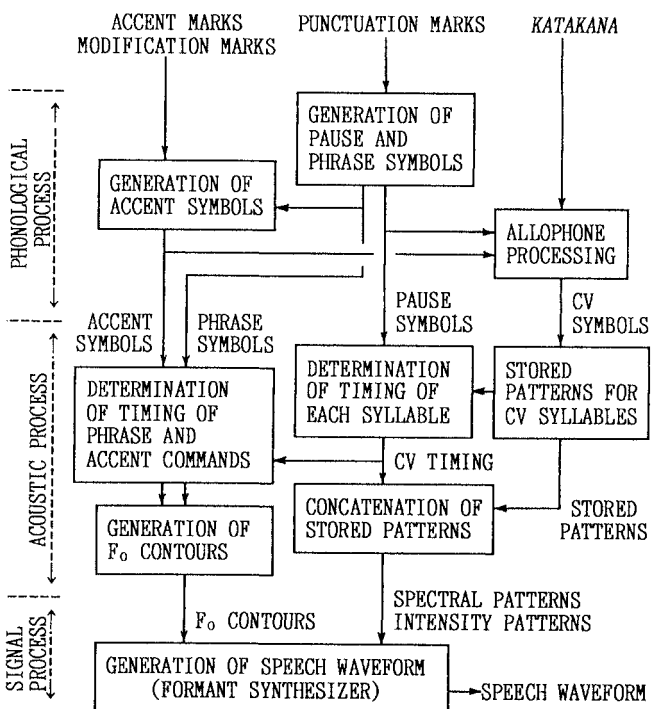 ACCENT MARKS
MODIFICATION MARKS
PUNCTUATION MARKS
KATAKANA
PHONOLOGICAL
PROCESS
GENERATION OF
PAUSE AND
PHRASE SYMBOLS
GENERATION OF
ACCENT SYMBOLS
ALLOPHONE
PROCESSING
ACCENT
SYMBOLS
PHRASE
SYMBOLS
PAUSE
SYMBOLS
CV
SYMBOLS
ACOUSTIC PROCESS
DETERMINATION
OF TIMING OF
PHRASE AND
ACCENT COMMANDS
DETERMINATION
OF TIMING OF
EACH SYLLABLE
STORED
PATTERNS FOR
CV SYLLABLES
CV TIMING
GENERATION OF
F₀ CONTOURS
CONCATENATION OF
STORED PATTERNS
STORED
PATTERNS
SIGNAL
PROCESS
F₀ CONTOURS
SPECTRAL PATTERNS
INTENSITY PATTERNS
GENERATION OF SPEECH WAVEFORM
(FORMANT SYNTHESIZER)
SPEECH WAVEFORM